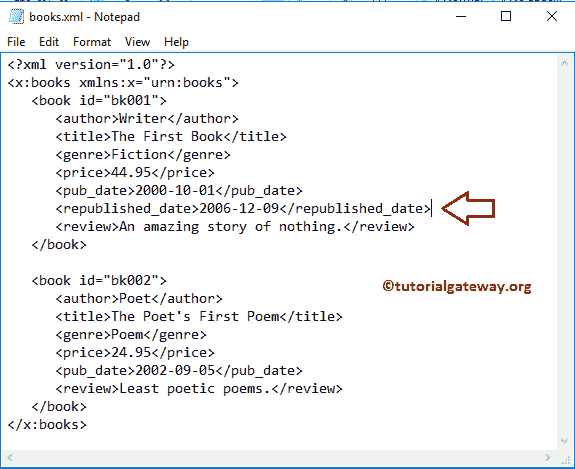 books.xml - Notepad
File Edit Format View Help
<?xml version="1.0"?>
<x:books xmlns:x="urn:books">
   <book id="bk001">
      <author>Writer</author>
      <title>The First Book</title>
      <genre>Fiction</genre>
      <price>44.95</price>
      <pub_date>2000-10-01</pub_date>
      <republished_date>2006-12-09</republished_date>
      <review>An amazing story of nothing.</review>
   </book>

   <book id="bk002">
©tutorialgateway.org
      <author>Poet</author>
      <title>The Poet's First Poem</title>
      <genre>Poem</genre>
      <price>24.95</price>
      <pub_date>2002-09-05</pub_date>
      <review>Least poetic poems.</review>
   </book>
</x:books>